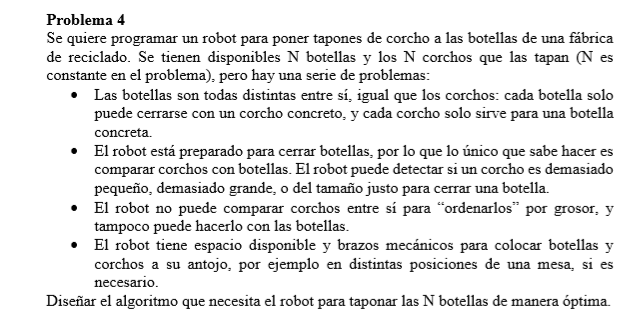 Problema 4
Se quiere programar un robot para poner tapones de corcho a las botellas de una fábrica
de reciclado. Se tienen disponibles N botellas y los N corchos que las tapan (N es
constante en el problema), pero hay una serie de problemas:
• Las botellas son todas distintas entre sí, igual que los corchos: cada botella solo
puede cerrarse con un corcho concreto, y cada corcho solo sirve para una botella
concreta.
• El robot está preparado para cerrar botellas, por lo que lo único que sabe hacer es
comparar corchos con botellas. El robot puede detectar si un corcho es demasiado
pequeño, demasiado grande, o del tamaño justo para cerrar una botella.
• El robot no puede comparar corchos entre sí para “ordenarlos” por grosor, y
tampoco puede hacerlo con las botellas.
• El robot tiene espacio disponible y brazos mecánicos para colocar botellas y
corchos a su antojo, por ejemplo en distintas posiciones de una mesa, si es
necesario.
Diseñar el algoritmo que necesita el robot para taponar las N botellas de manera óptima.